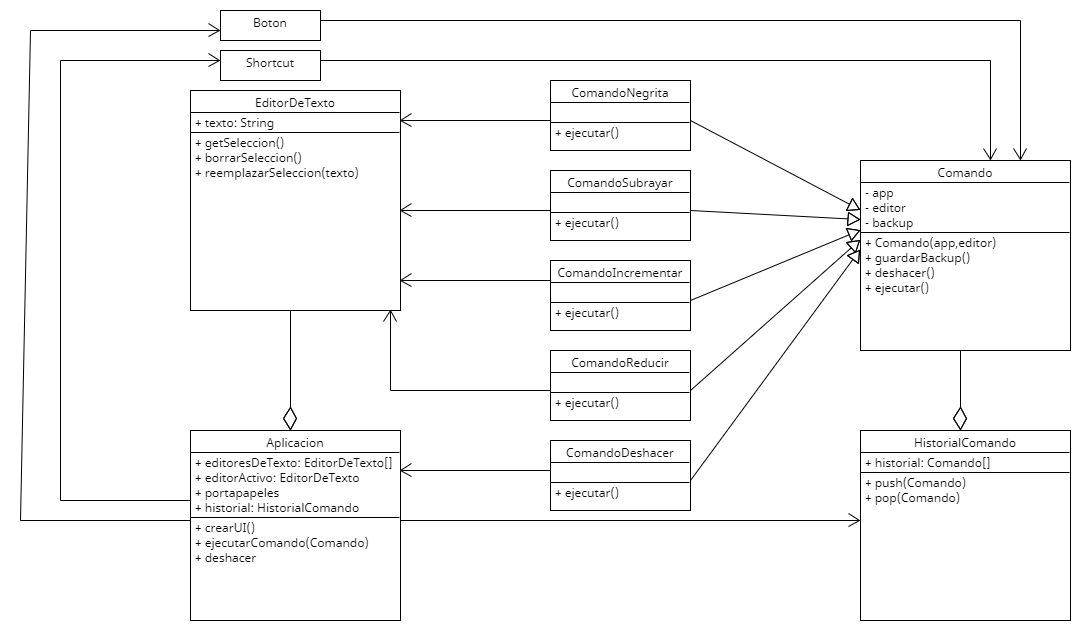 Boton
Shortcut
EditorDeTexto
+ texto: String
+ getSeleccion()
+ borrarSeleccion()
+ reemplazarSeleccion(texto)
ComandoNegrita
+ ejecutar()
ComandoSubrayar
+ ejecutar()
ComandoIncrementar
+ ejecutar()
ComandoReducir
+ ejecutar()
ComandoDeshacer
+ ejecutar()
Comando
- app
- editor
- backup
+ Comando(app,editor)
+ guardarBackup()
+ deshacer()
+ ejecutar()
Aplicacion
+ editoresDeTexto: EditorDeTexto[]
+ editorActivo: EditorDeTexto
+ portapapeles
+ historial: HistorialComando
+ crearUI()
+ ejecutarComando(Comando)
+ deshacer
HistorialComando
+ historial: Comando[]
+ push(Comando)
+ pop(Comando)